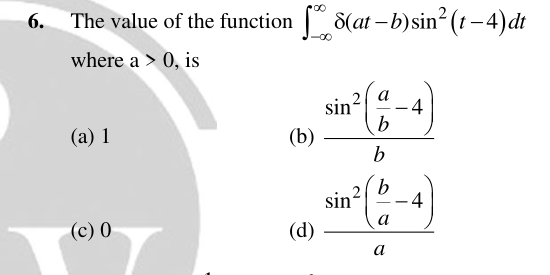 6. The value of the function ∫_{-∞}^{∞} δ(at – b) sin² (t – 4) dt
where a > 0, is
(a) 1 (b) sin²(a/b – 4) / b
(c) 0 (d) sin²(b/a – 4) / a